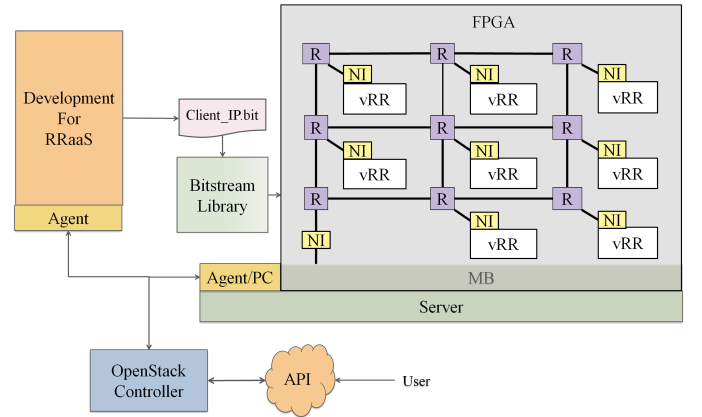 FPGA
Development
For
RRaaS
Agent
Client_IP.bit
Bitstream
Library
R
R
R
NI
vRR
NI
vRR
NI
vRR
R
R
R
NI
vRR
NI
vRR
NI
vRR
R
R
R
NI
NI
vRR
NI
vRR
Agent/PC
MB
Server
OpenStack
Controller
API
User